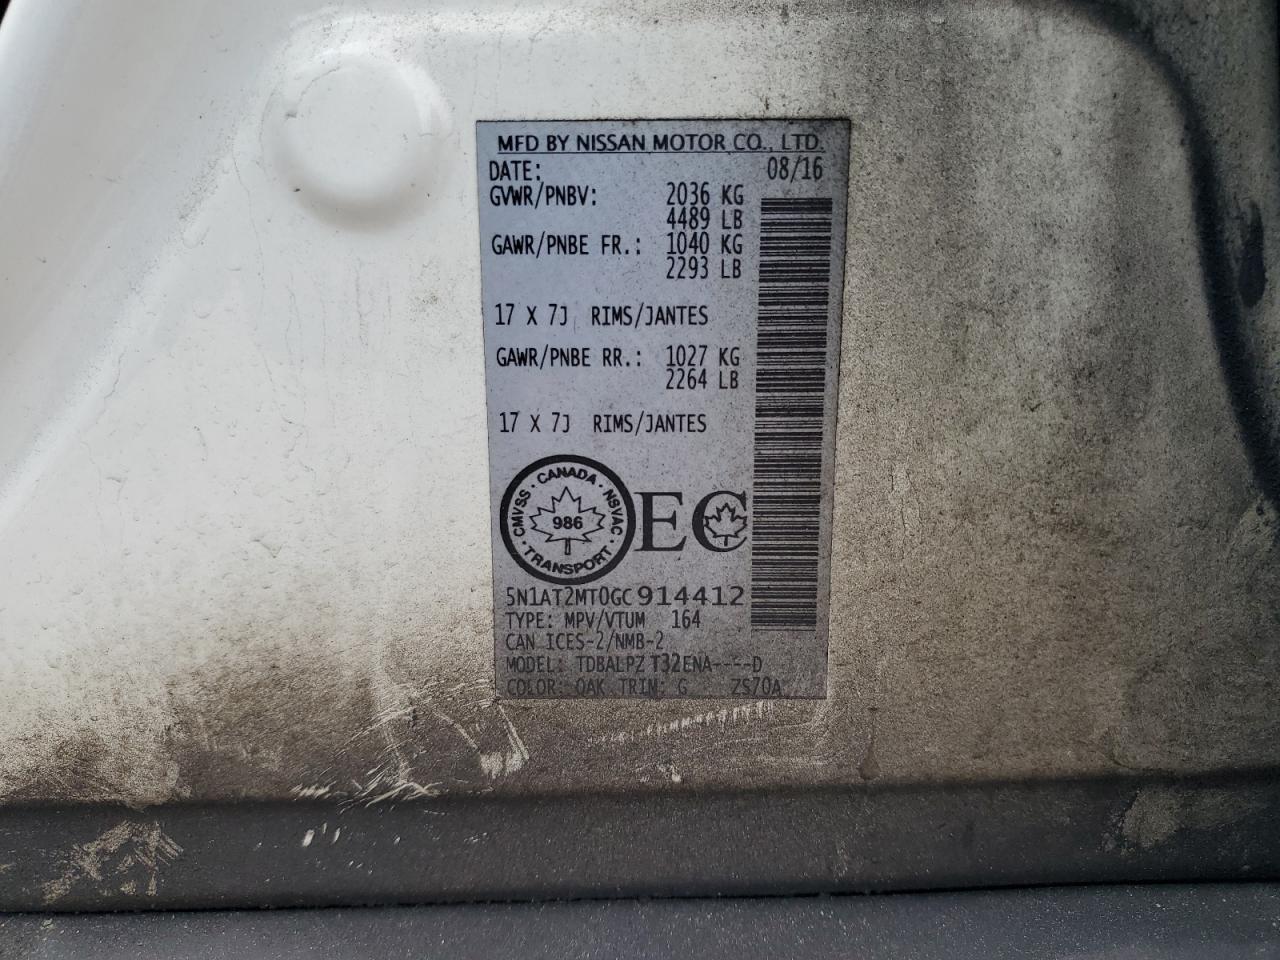 MFD BY NISSAN MOTOR CO., LTD.
DATE: 08/16
GVWR/PNBV: 2036 KG
4489 LB
GAWR/PNBE FR.: 1040 KG
2293 LB
17 X 7J RIMS/JANTES
GAWR/PNBE RR.: 1027 KG
2264 LB
17 X 7J RIMS/JANTES
CMVSS · CANADA · NSVAC
986
· TRANSPORT ·
EC
5N1AT2MT0GC914412
TYPE: MPV/VTUM 164
CAN ICES-2/NMB-2
MODEL: TDBALPZ T32ENA----D
COLOR: QAK TRIM: G ZS70A